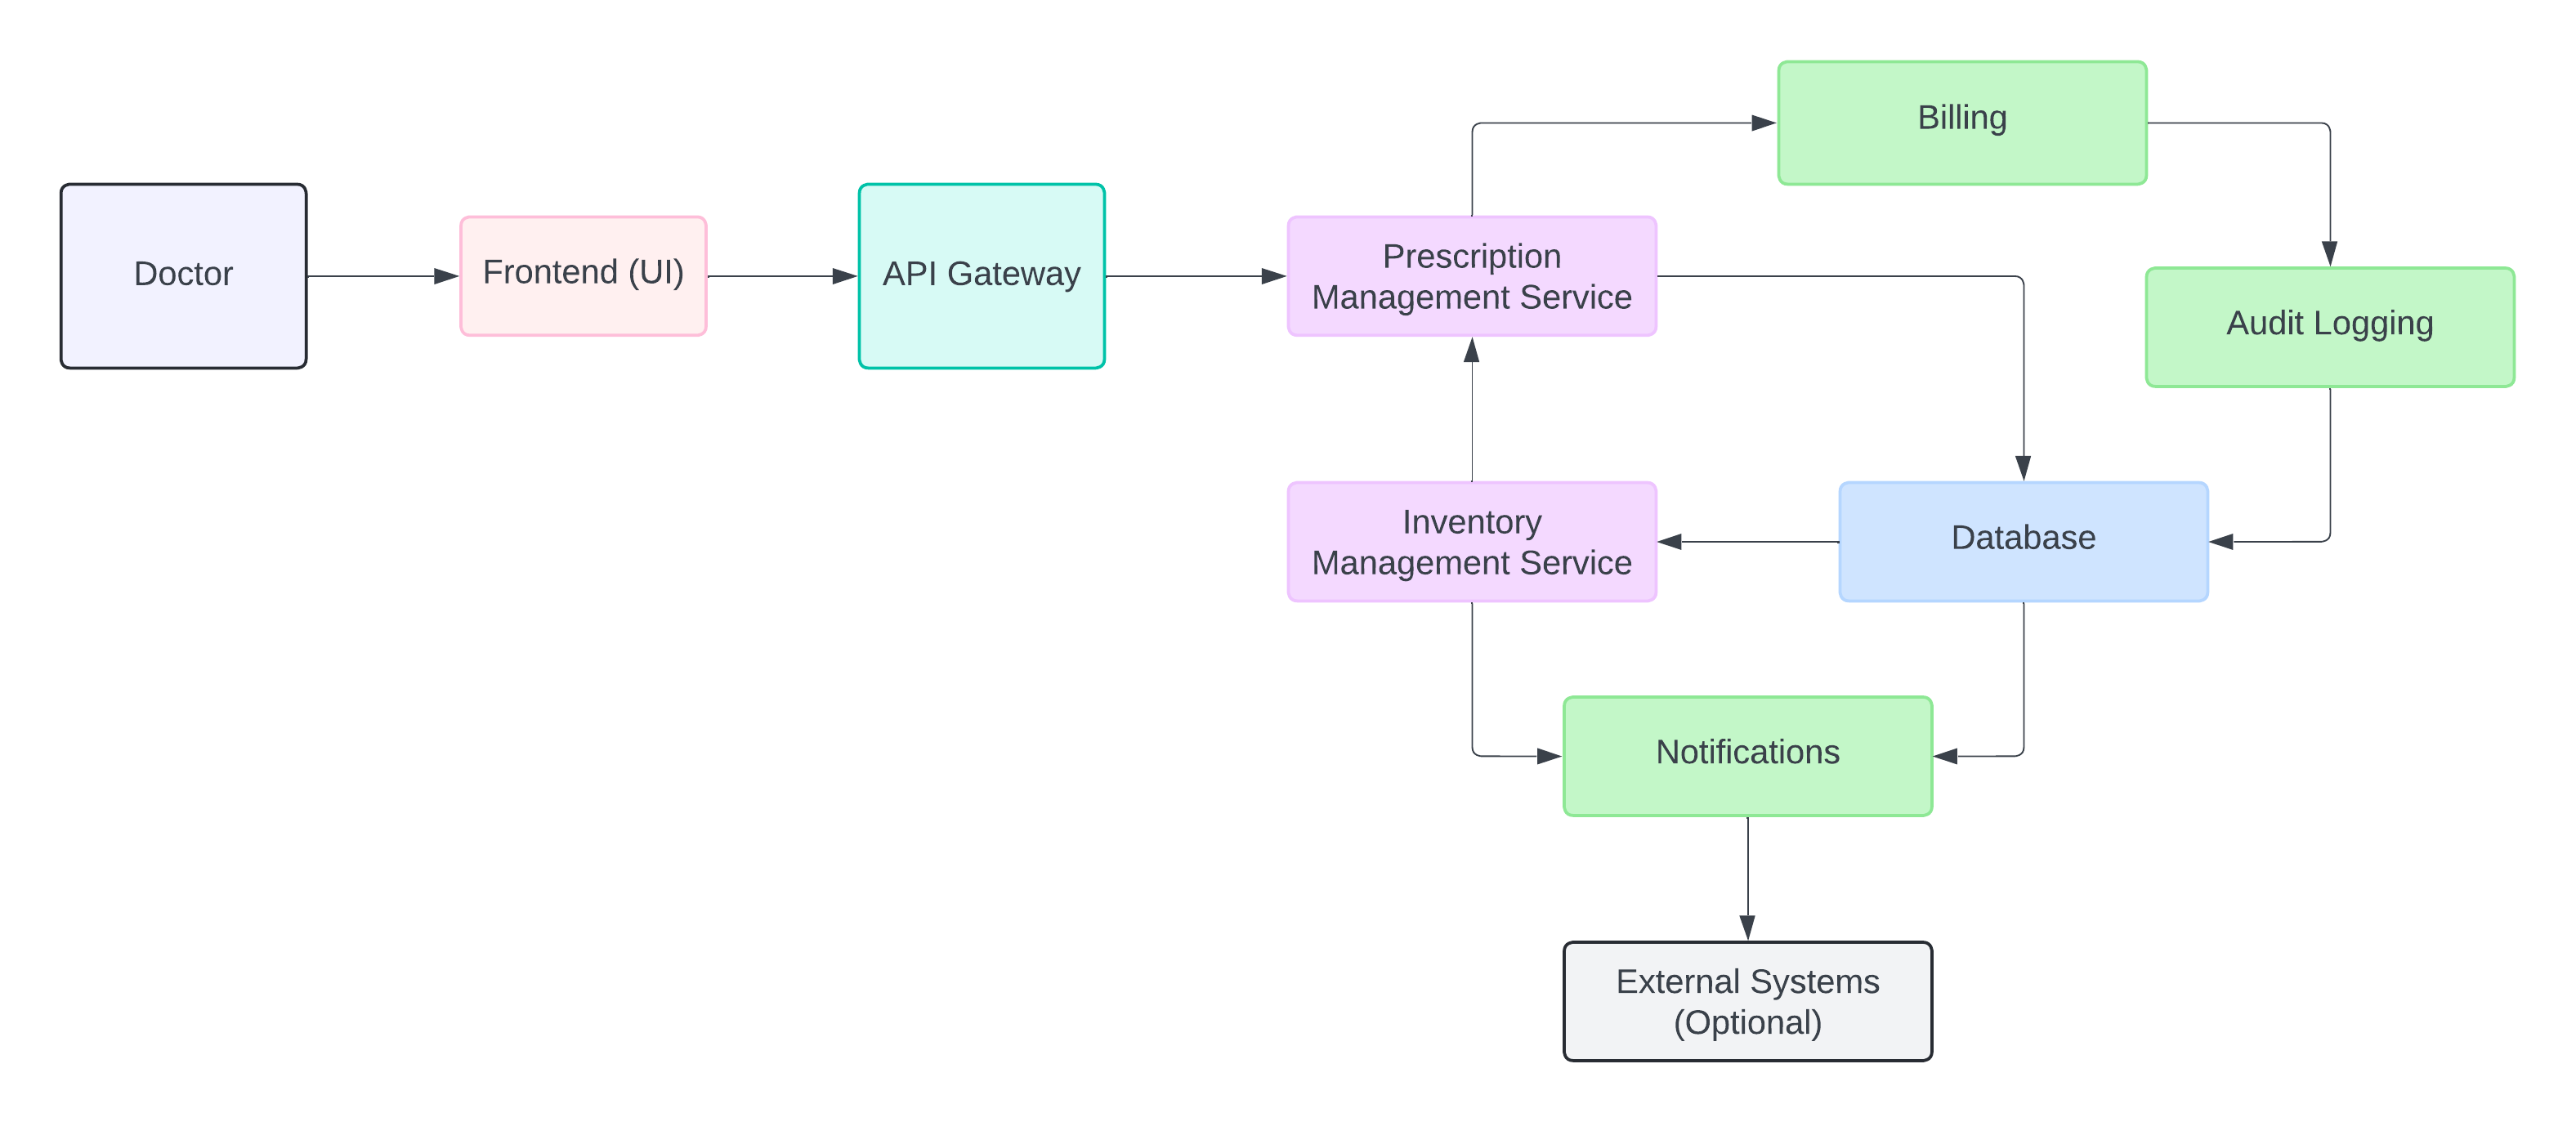 Billing
Doctor
Frontend (UI)
API Gateway
Prescription
Management Service
Audit Logging
Inventory
Management Service
Database
Notifications
External Systems
(Optional)